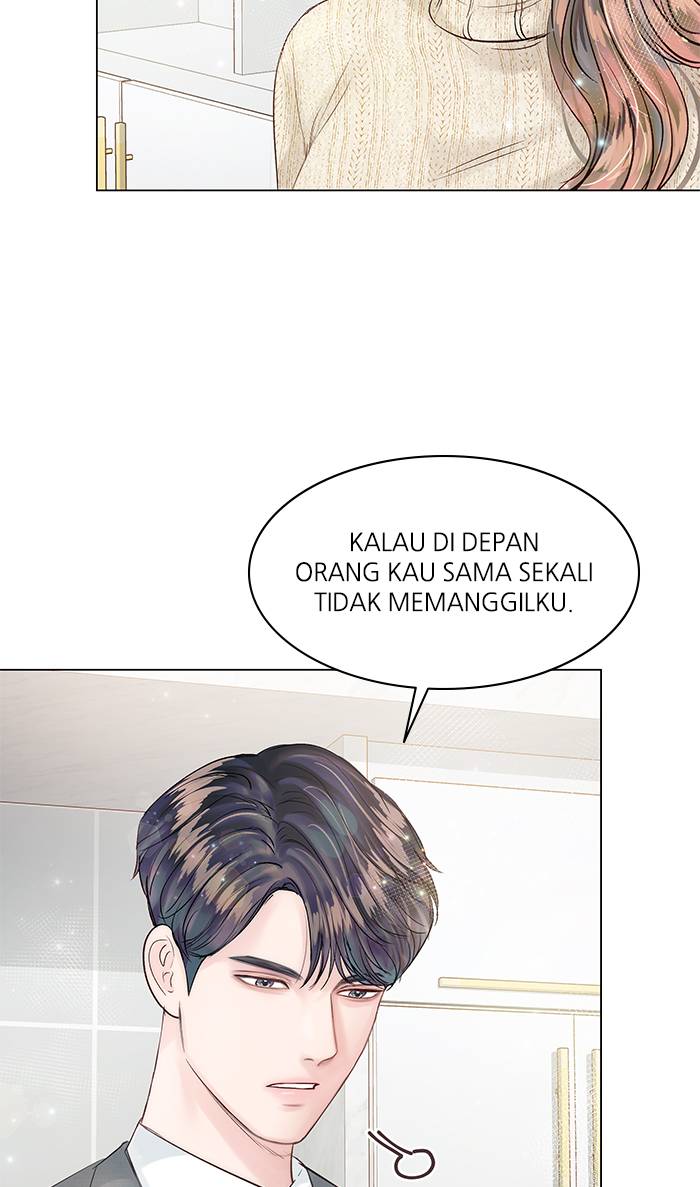 KALAU DI DEPAN
ORANG KAU SAMA SEKALI
TIDAK MEMANGGILKU.